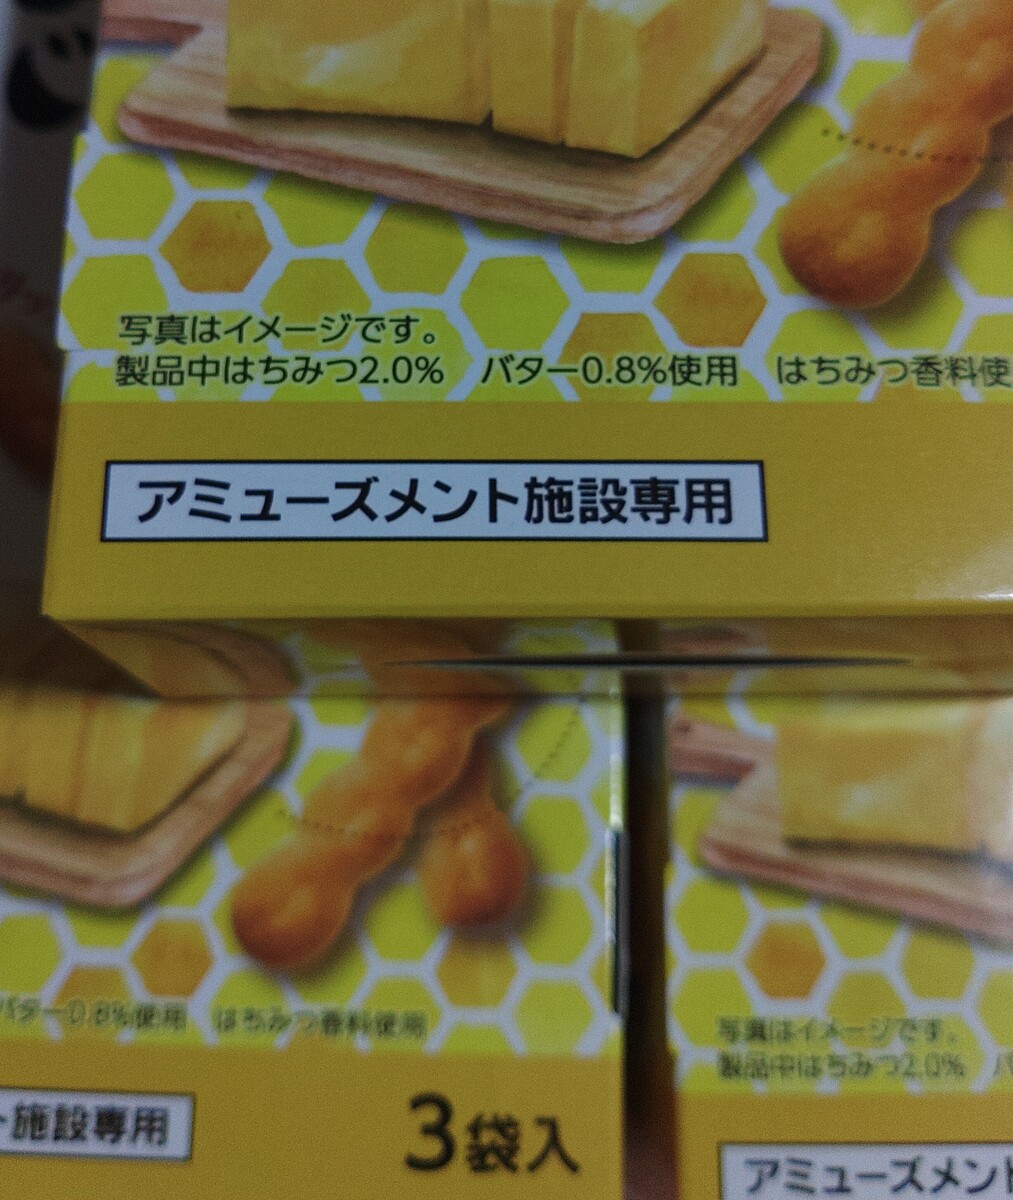 写真はイメージです。
製品中はちみつ2.0%　バター0.8%使用　はちみつ香料使
アミューズメント施設専用
バター0.8%使用　はちみつ香料使用
施設専用
3袋入
写真はイメージです。
製品中はちみつ2.0%　バ
アミューズメント